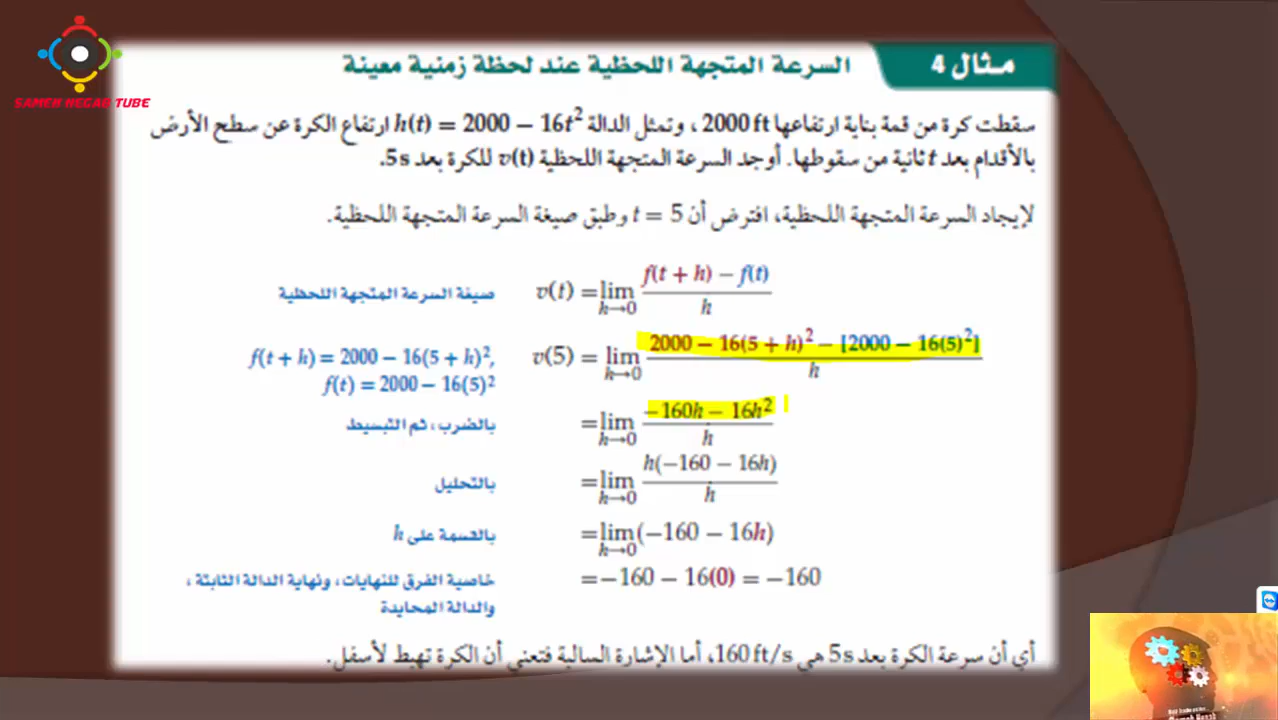 SAMEH NEGAB TUBE
مثال 4 السرعة المتجهة اللحظية عند لحظة زمنية معينة
سقطت كرة من قمة بناية ارتفاعها 2000 ft ، وتمثل الدالة h(t) = 2000 − 16t² ارتفاع الكرة عن سطح الأرض
بالأقدام بعد t ثانية من سقوطها. أوجد السرعة المتجهة اللحظية v(t) للكرة بعد 5s.
لإيجاد السرعة المتجهة اللحظية، افترض أن t = 5 وطبق صيغة السرعة المتجهة اللحظية.
صيغة السرعة المتجهة اللحظية v(t) = lim h→0 f(t + h) − f(t) / h
f(t + h) = 2000 − 16(5 + h)², v(5) = lim h→0 2000 − 16(5 + h)² − [2000 − 16(5)²] / h
f(t) = 2000 − 16(5)²
بالضرب، ثم التبسيط = lim h→0 −160h − 16h² / h
بالتحليل = lim h→0 h(−160 − 16h) / h
بالقسمة على h = lim h→0 (−160 − 16h)
خاصية الفرق للنهايات، ونهاية الدالة الثابتة، = −160 − 16(0) = −160
والدالة المحايدة
أي أن سرعة الكرة بعد 5s هي 160 ft/s، أما الإشارة السالبة فتعني أن الكرة تهبط لأسفل.